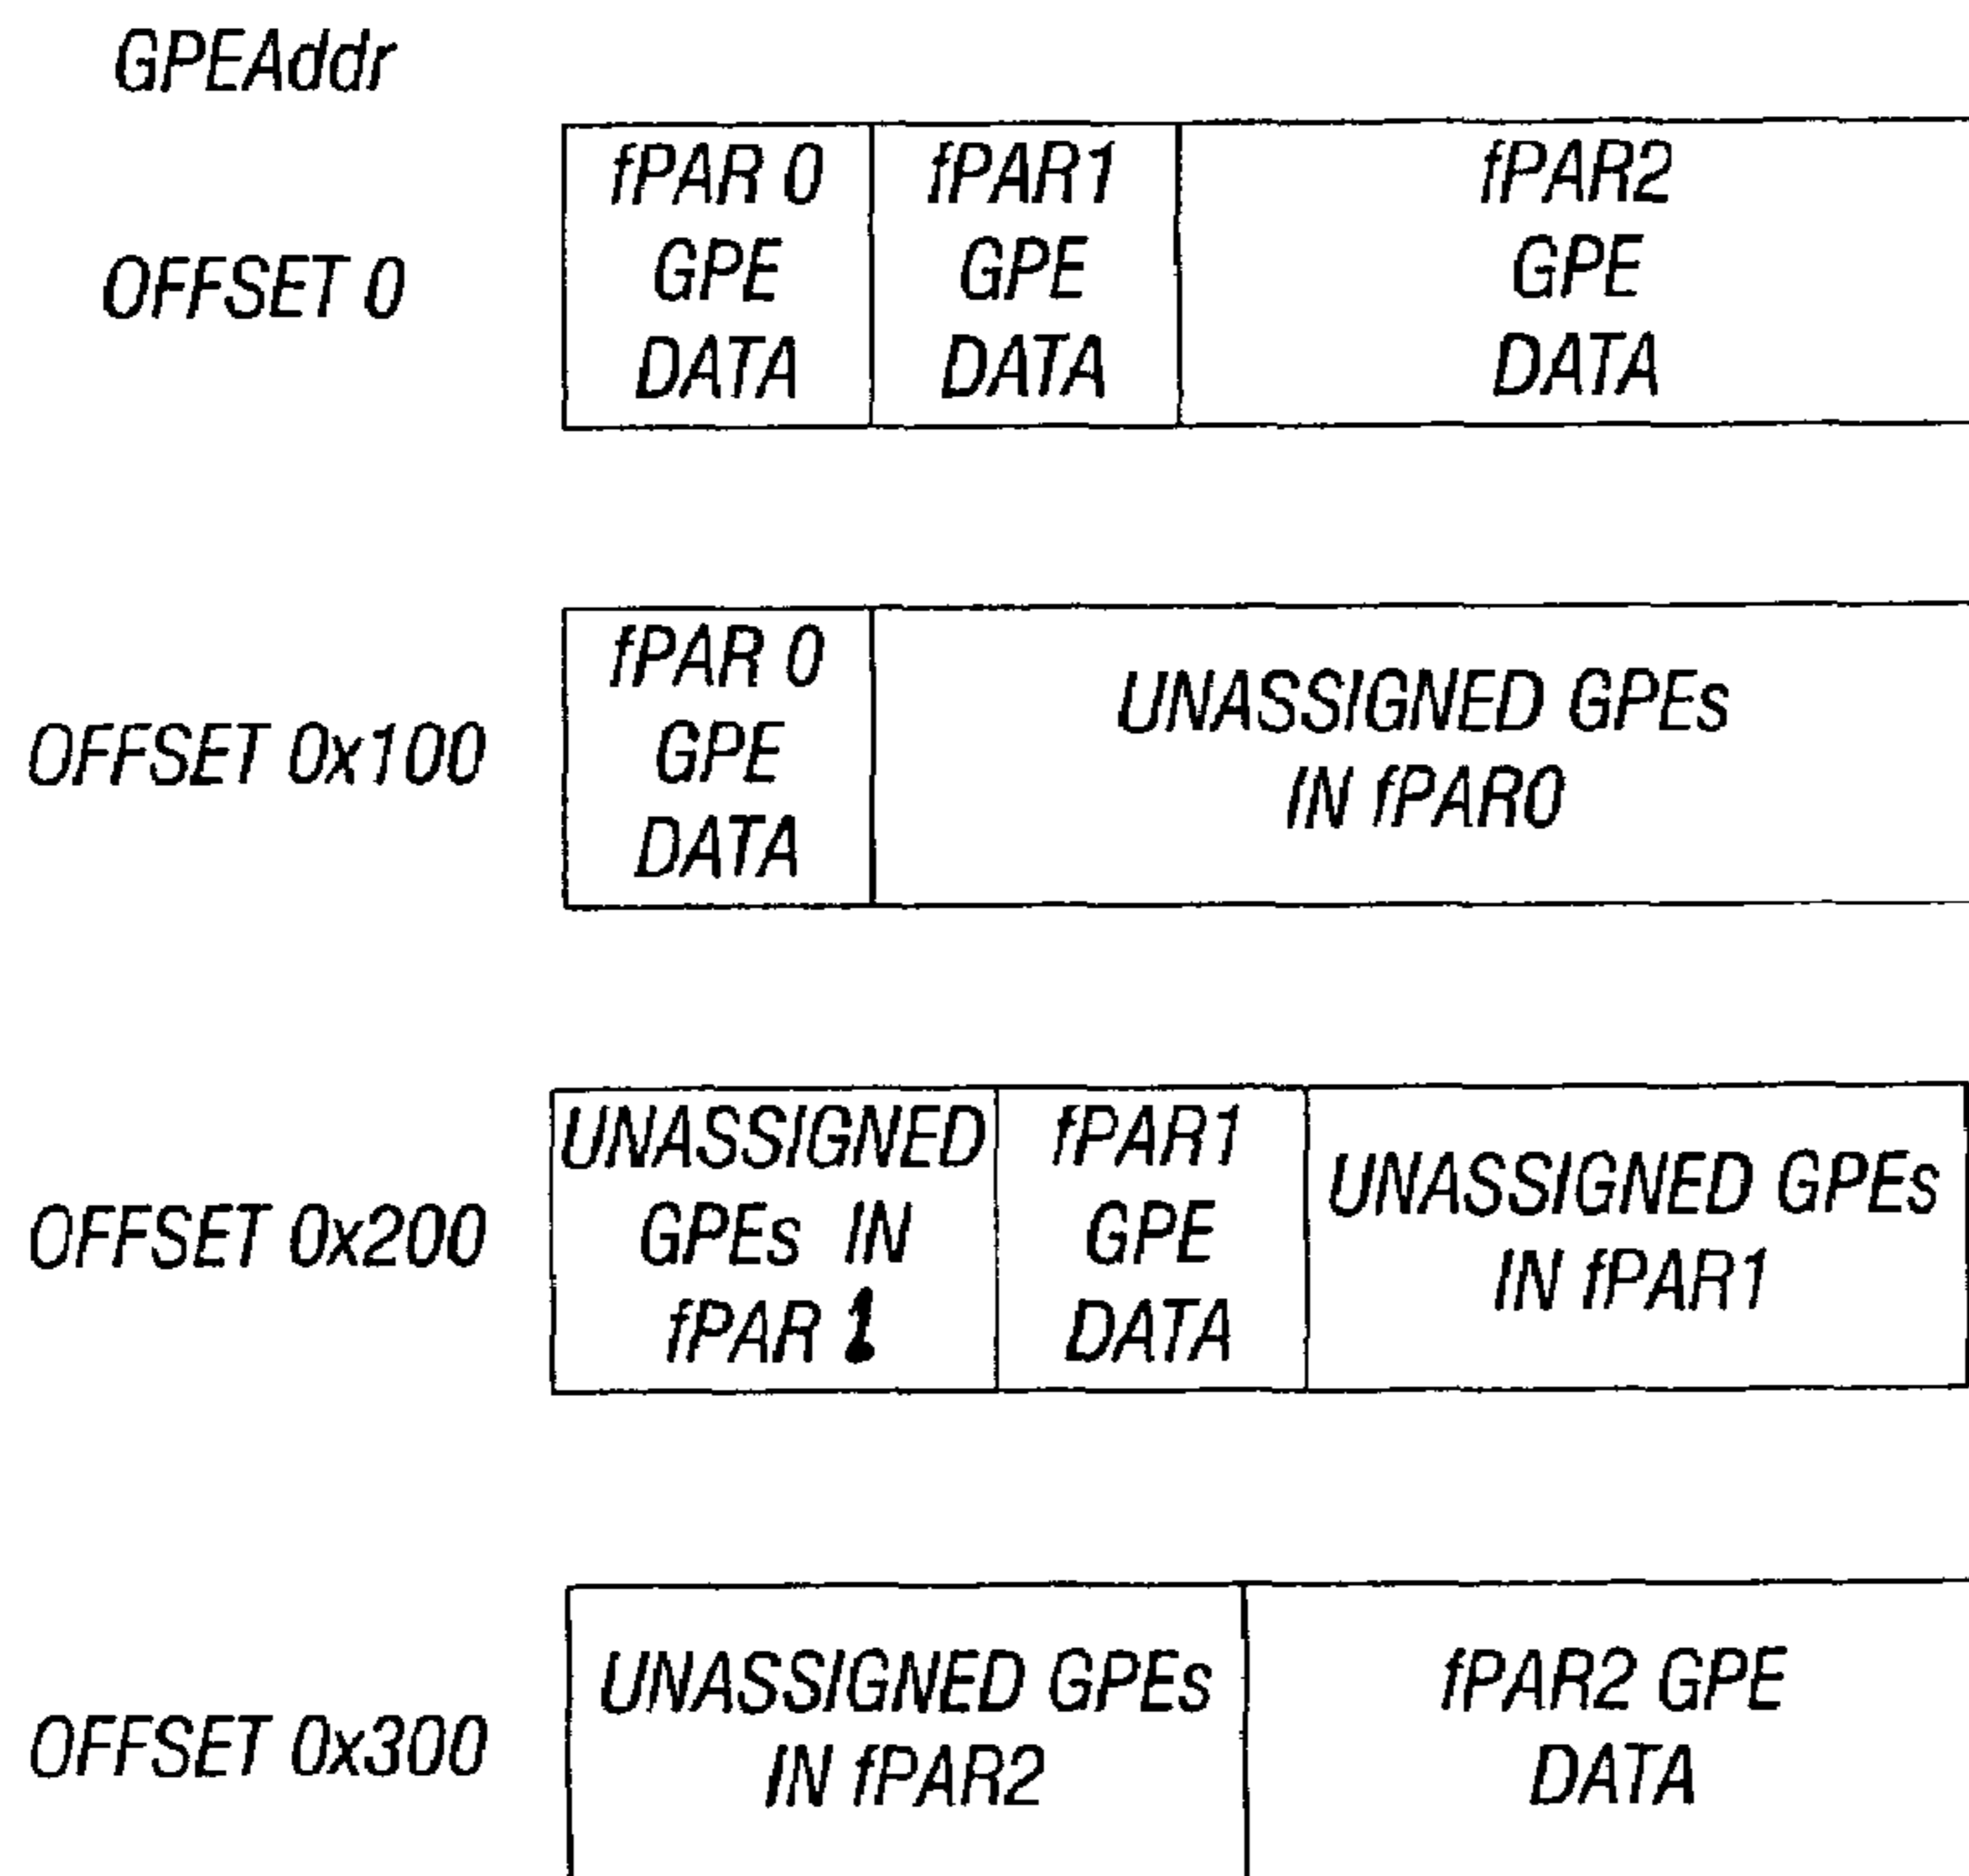 GPEAddr
OFFSET 0
fPAR 0
GPE
DATA
fPAR1
GPE
DATA
fPAR2
GPE
DATA
OFFSET 0x100
fPAR 0
GPE
DATA
UNASSIGNED GPEs
IN fPAR0
OFFSET 0x200
UNASSIGNED
GPEs IN
fPAR 1
fPAR1
GPE
DATA
UNASSIGNED GPEs
IN fPAR1
OFFSET 0x300
UNASSIGNED GPEs
IN fPAR2
fPAR2 GPE
DATA